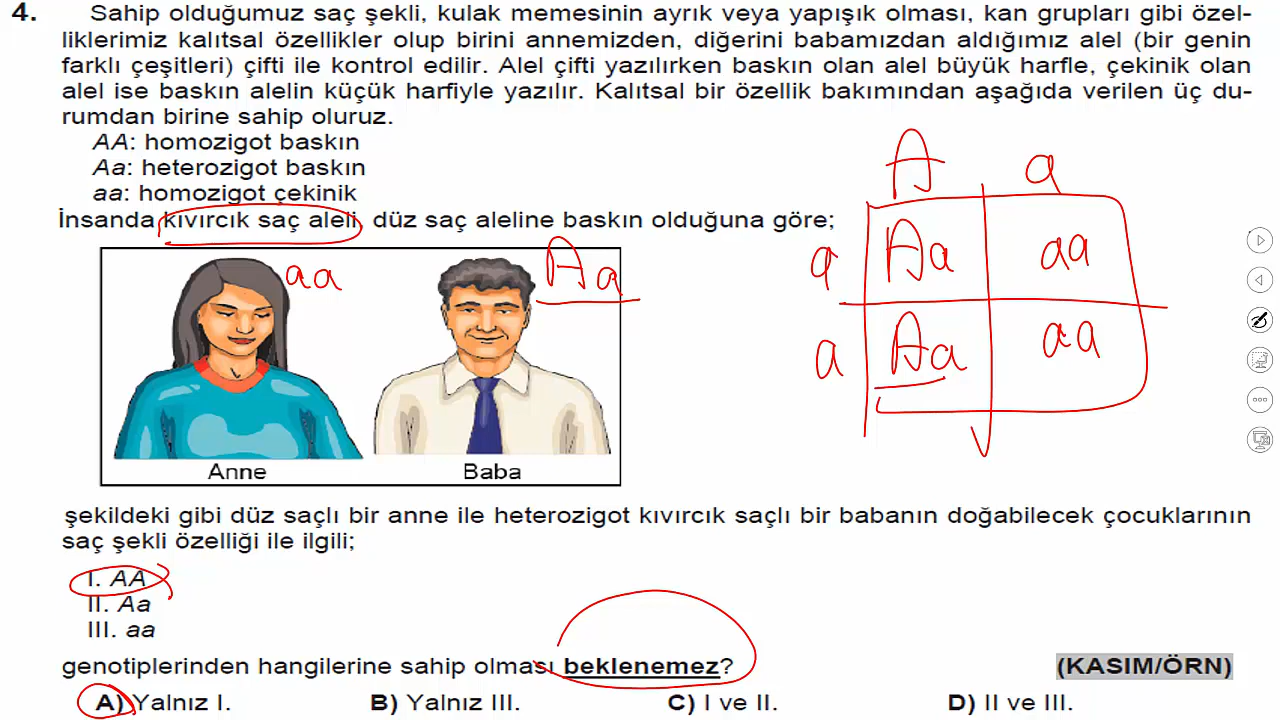 4. Sahip olduğumuz saç şekli, kulak memesinin ayrık veya yapışık olması, kan grupları gibi özel-
liklerimiz kalıtsal özellikler olup birini annemizden, diğerini babamızdan aldığımız alel (bir genin
farklı çeşitleri) çifti ile kontrol edilir. Alel çifti yazılırken baskın olan alel büyük harfle, çekinik olan
alel ise baskın alelin küçük harfiyle yazılır. Kalıtsal bir özellik bakımından aşağıda verilen üç du-
rumdan birine sahip oluruz.
AA: homozigot baskın
Aa: heterozigot baskın
aa: homozigot çekinik
İnsanda kıvırcık saç aleli, düz saç aleline baskın olduğuna göre;
aa Aa
Anne Baba
A a
a Aa aa
a Aa aa
şekildeki gibi düz saçlı bir anne ile heterozigot kıvırcık saçlı bir babanın doğabilecek çocuklarının
saç şekli özelliği ile ilgili;
I. AA
II. Aa
III. aa
genotiplerinden hangilerine sahip olması beklenemez? (KASIM/ÖRN)
A) Yalnız I. B) Yalnız III. C) I ve II. D) II ve III.